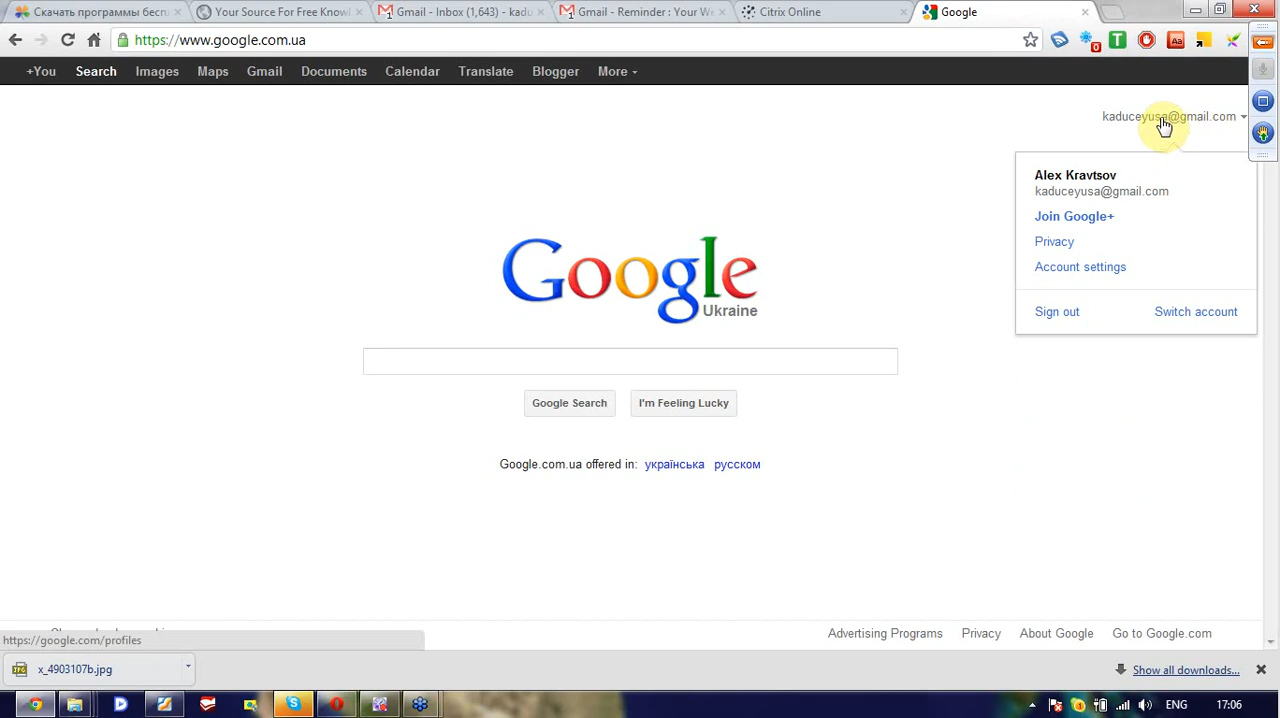 Скачать программы бесп
Your Source For Free Knowl
Gmail - Inbox (1,643) - kadu
Gmail - Reminder : Your We
Citrix Online
Google
https://www.google.com.ua
+You Search Images Maps Gmail Documents Calendar Translate Blogger More
kaduceyusa@gmail.com
Alex Kravtsov
kaduceyusa@gmail.com
Join Google+
Privacy
Account settings
Sign out Switch account
Google
Ukraine
Google Search I'm Feeling Lucky
Google.com.ua offered in: українська русском
Advertising Programs Privacy About Google Go to Google.com
https://google.com/profiles
x_4903107b.jpg
Show all downloads...
ENG 17:06